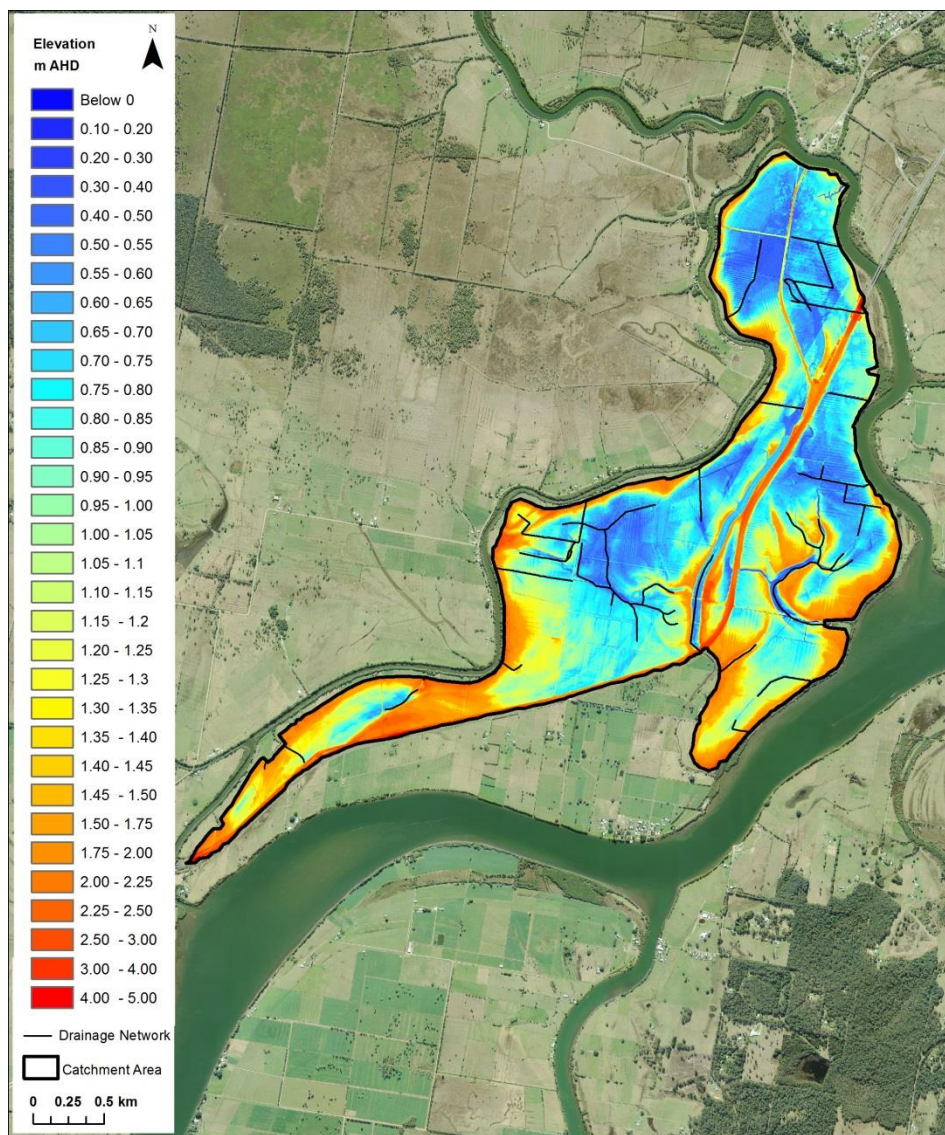 N
Elevation
m AHD
Below 0
0.10 - 0.20
0.20 - 0.30
0.30 - 0.40
0.40 - 0.50
0.50 - 0.55
0.55 - 0.60
0.60 - 0.65
0.65 - 0.70
0.70 - 0.75
0.75 - 0.80
0.80 - 0.85
0.85 - 0.90
0.90 - 0.95
0.95 - 1.00
1.00 - 1.05
1.05 - 1.1
1.10 - 1.15
1.15 - 1.2
1.20 - 1.25
1.25 - 1.3
1.30 - 1.35
1.35 - 1.40
1.40 - 1.45
1.45 - 1.50
1.50 - 1.75
1.75 - 2.00
2.00 - 2.25
2.25 - 2.50
2.50 - 3.00
3.00 - 4.00
4.00 - 5.00
Drainage Network
Catchment Area
0 0.25 0.5 km